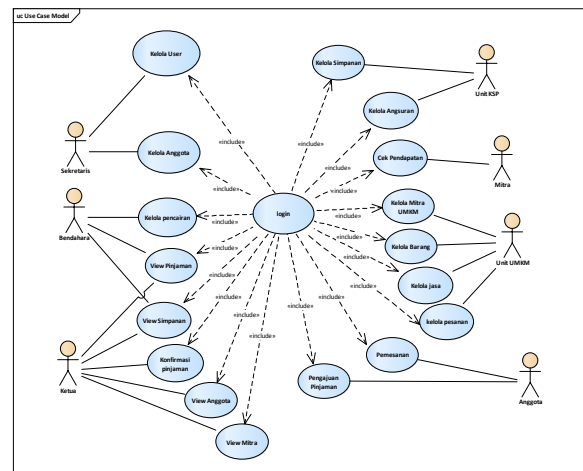 uc Use Case Model
Kelola User
Kelola Simpanan
Unit KSP
Kelola Angsuran
«include»
«include»
«include»
Sekretaris
Kelola Anggota
«include»
Cek Pendapatan
Mitra
«include»
login
Kelola Mitra
UMKM
Bendahara
Kelola pencairan
«include»
«include»
Kelola Barang
Unit UMKM
View Pinjaman
«include»
«include»
Kelola jasa
«include»
«include»
View Simpanan
«include»
«include»
kelola pesanan
«include»
«include»
«include»
«include»
Ketua
Konfirmasi
pinjaman
Pemesanan
Pengajuan
Pinjaman
Anggota
View Anggota
View Mitra